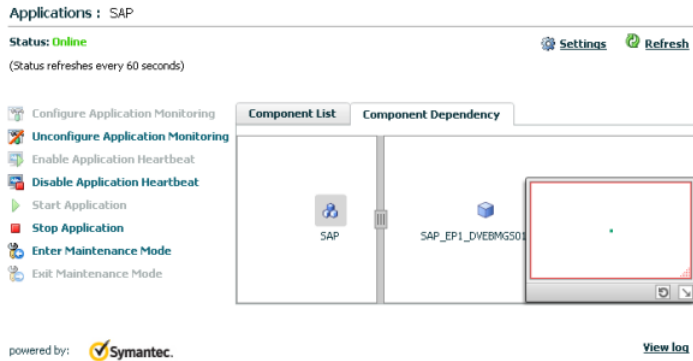 Applications : SAP
Status: Online
Settings
Refresh
(Status refreshes every 60 seconds)
Configure Application Monitoring
Unconfigure Application Monitoring
Enable Application Heartbeat
Disable Application Heartbeat
Start Application
Stop Application
Enter Maintenance Mode
Exit Maintenance Mode
Component List
Component Dependency
SAP
SAP_EP1_DVEBMGS01
powered by: Symantec.
View log